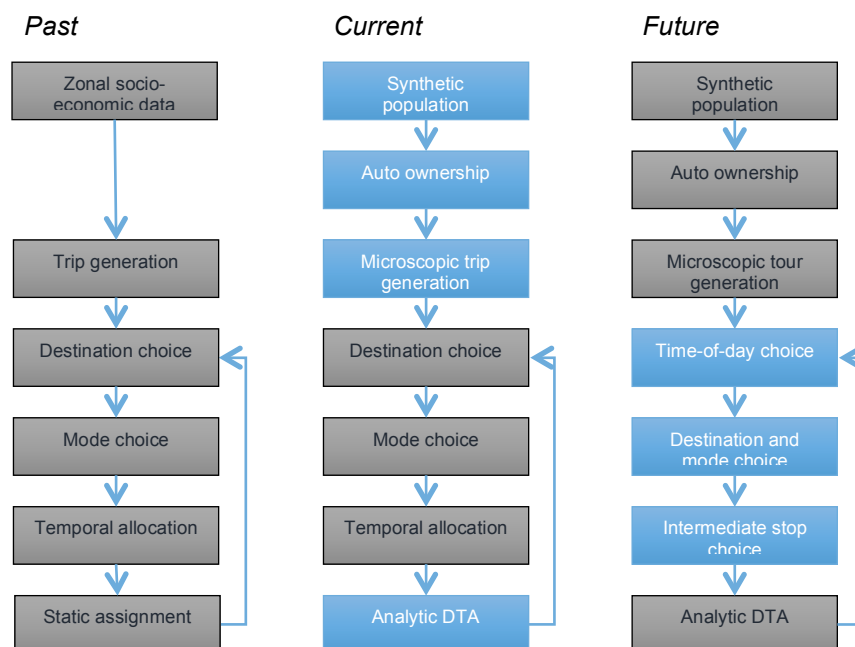 Past
Current
Future
Zonal socio-
economic data
Trip generation
Destination choice
Mode choice
Temporal allocation
Static assignment
Synthetic
population
Auto ownership
Microscopic trip
generation
Destination choice
Mode choice
Temporal allocation
Analytic DTA
Synthetic
population
Auto ownership
Microscopic tour
generation
Time-of-day choice
Destination and
mode choice
Intermediate stop
choice
Analytic DTA